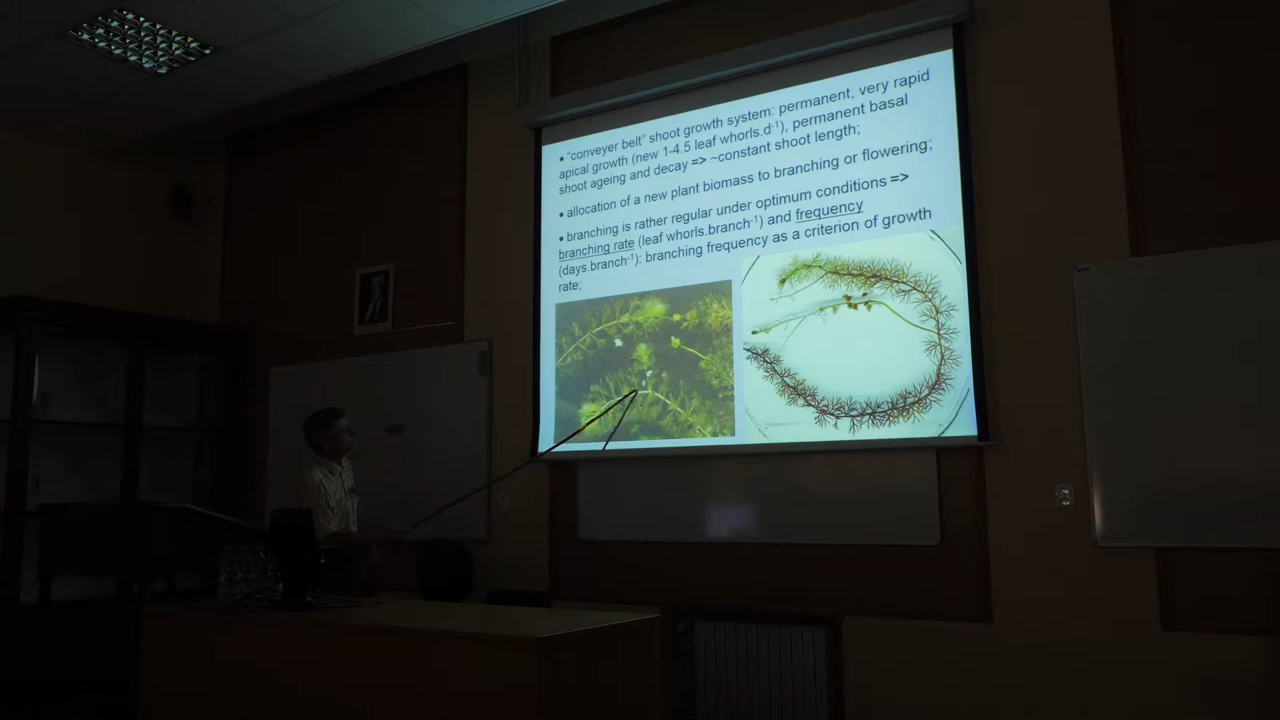 • "conveyer belt" shoot growth system: permanent, very rapid
apical growth (new 1-4.5 leaf whorls.d⁻¹), permanent basal
shoot ageing and decay => ~constant shoot length;
• allocation of a new plant biomass to branching or flowering;
• branching is rather regular under optimum conditions =>
branching rate (leaf whorls.branch⁻¹) and frequency
(days.branch⁻¹): branching frequency as a criterion of growth
rate;